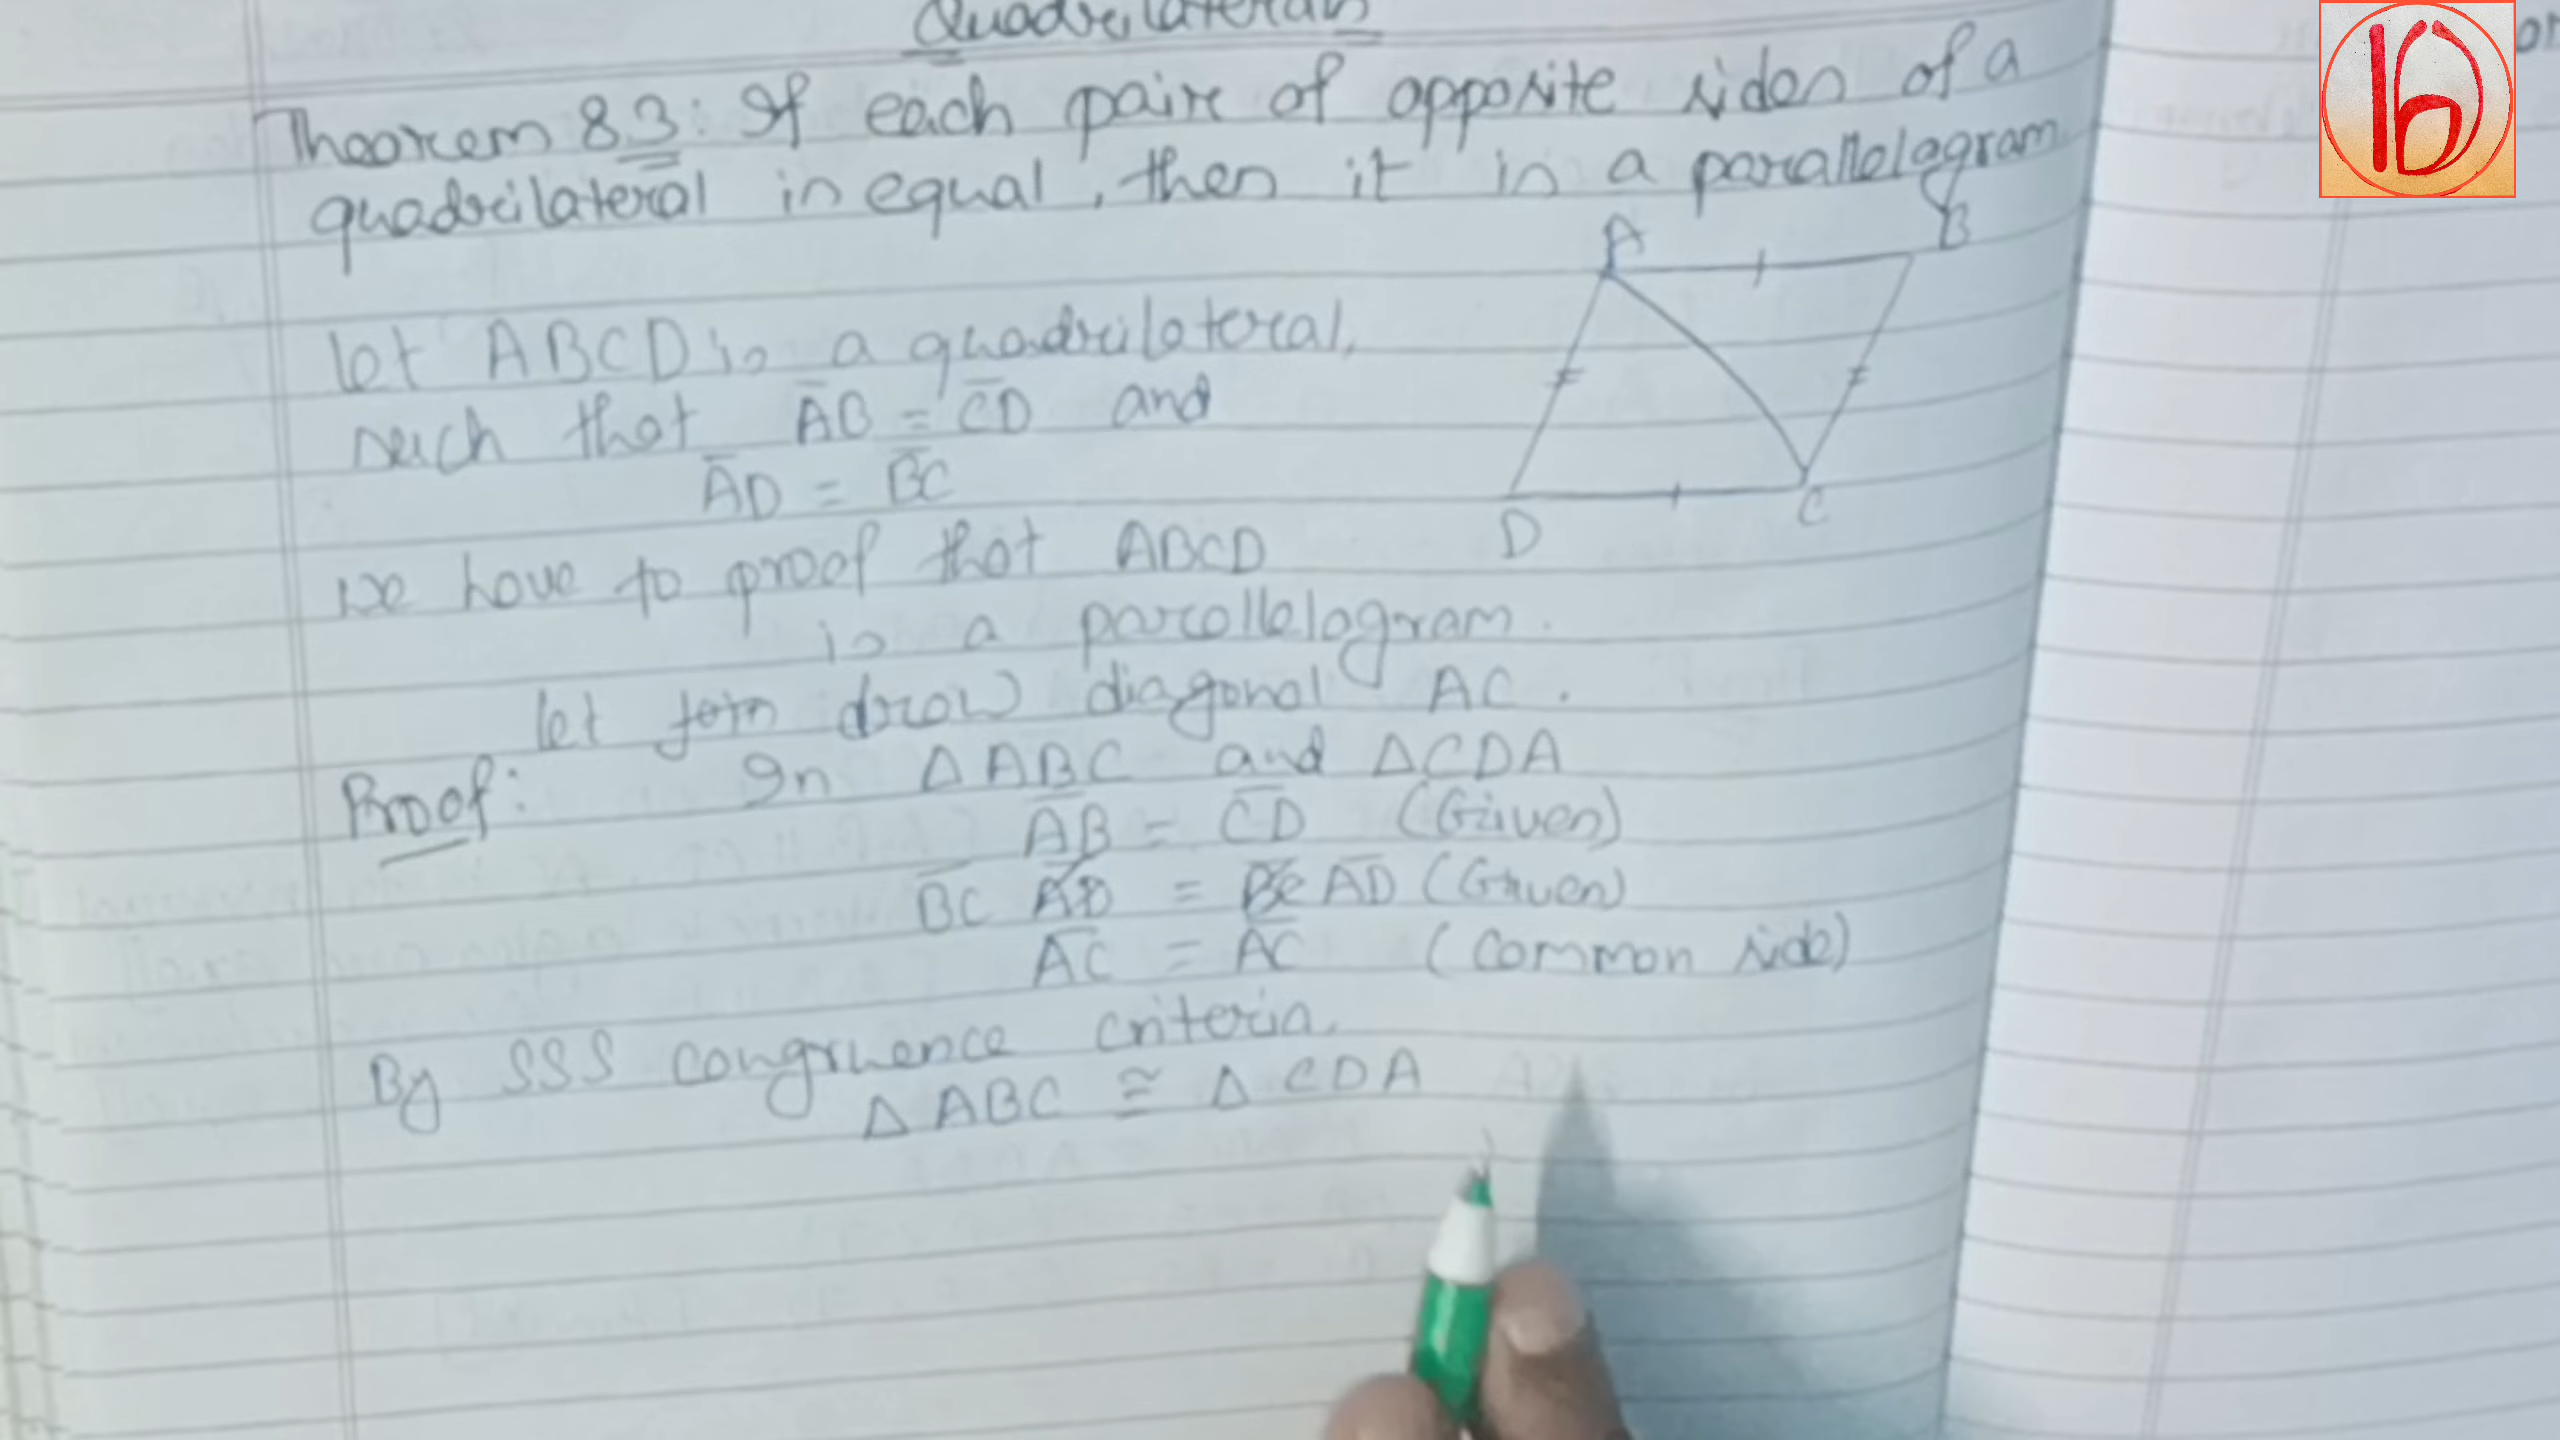 Quadrilaterals
Theorem 8.3: If each pair of opposite sides of a
quadrilateral is equal, then it is a parallelogram
A
B
let ABCD is a quadrilateral,
such that AB = CD and
AD = BC
D
C
we have to proof that ABCD
is a parallelogram.
let join draw diagonal AC.
Proof: In ∆ ABC and ∆CDA
AB = CD (Given)
BC AD = BC AD (Given)
AC = AC (Common side)
By SSS congruence criteria,
∆ ABC ≅ ∆ CDA